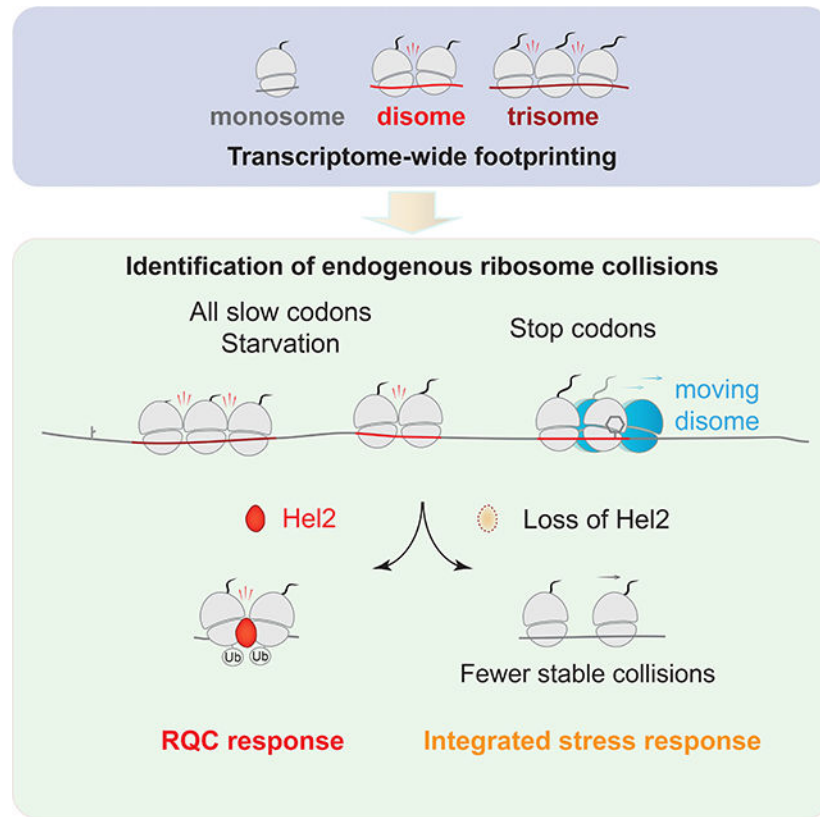 monosome disome trisome
Transcriptome-wide footprinting
Identification of endogenous ribosome collisions
All slow codons
Starvation
Stop codons
moving
disome
Hel2
Loss of Hel2
Ub Ub
Fewer stable collisions
RQC response
Integrated stress response